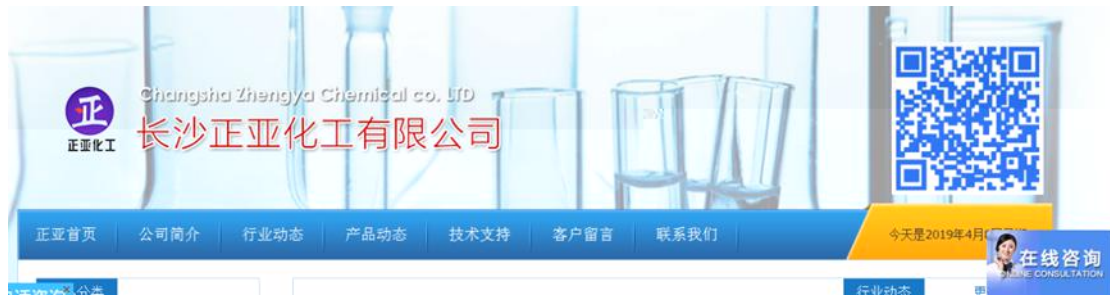 Changsha Zhengya Chemical co. LTD
正
正亚化工
长沙正亚化工有限公司
正亚首页 公司简介 行业动态 产品动态 技术支持 客户留言 联系我们
今天是2019年4月
在线咨询
ONLINE CONSULTATION
分类
行业动态